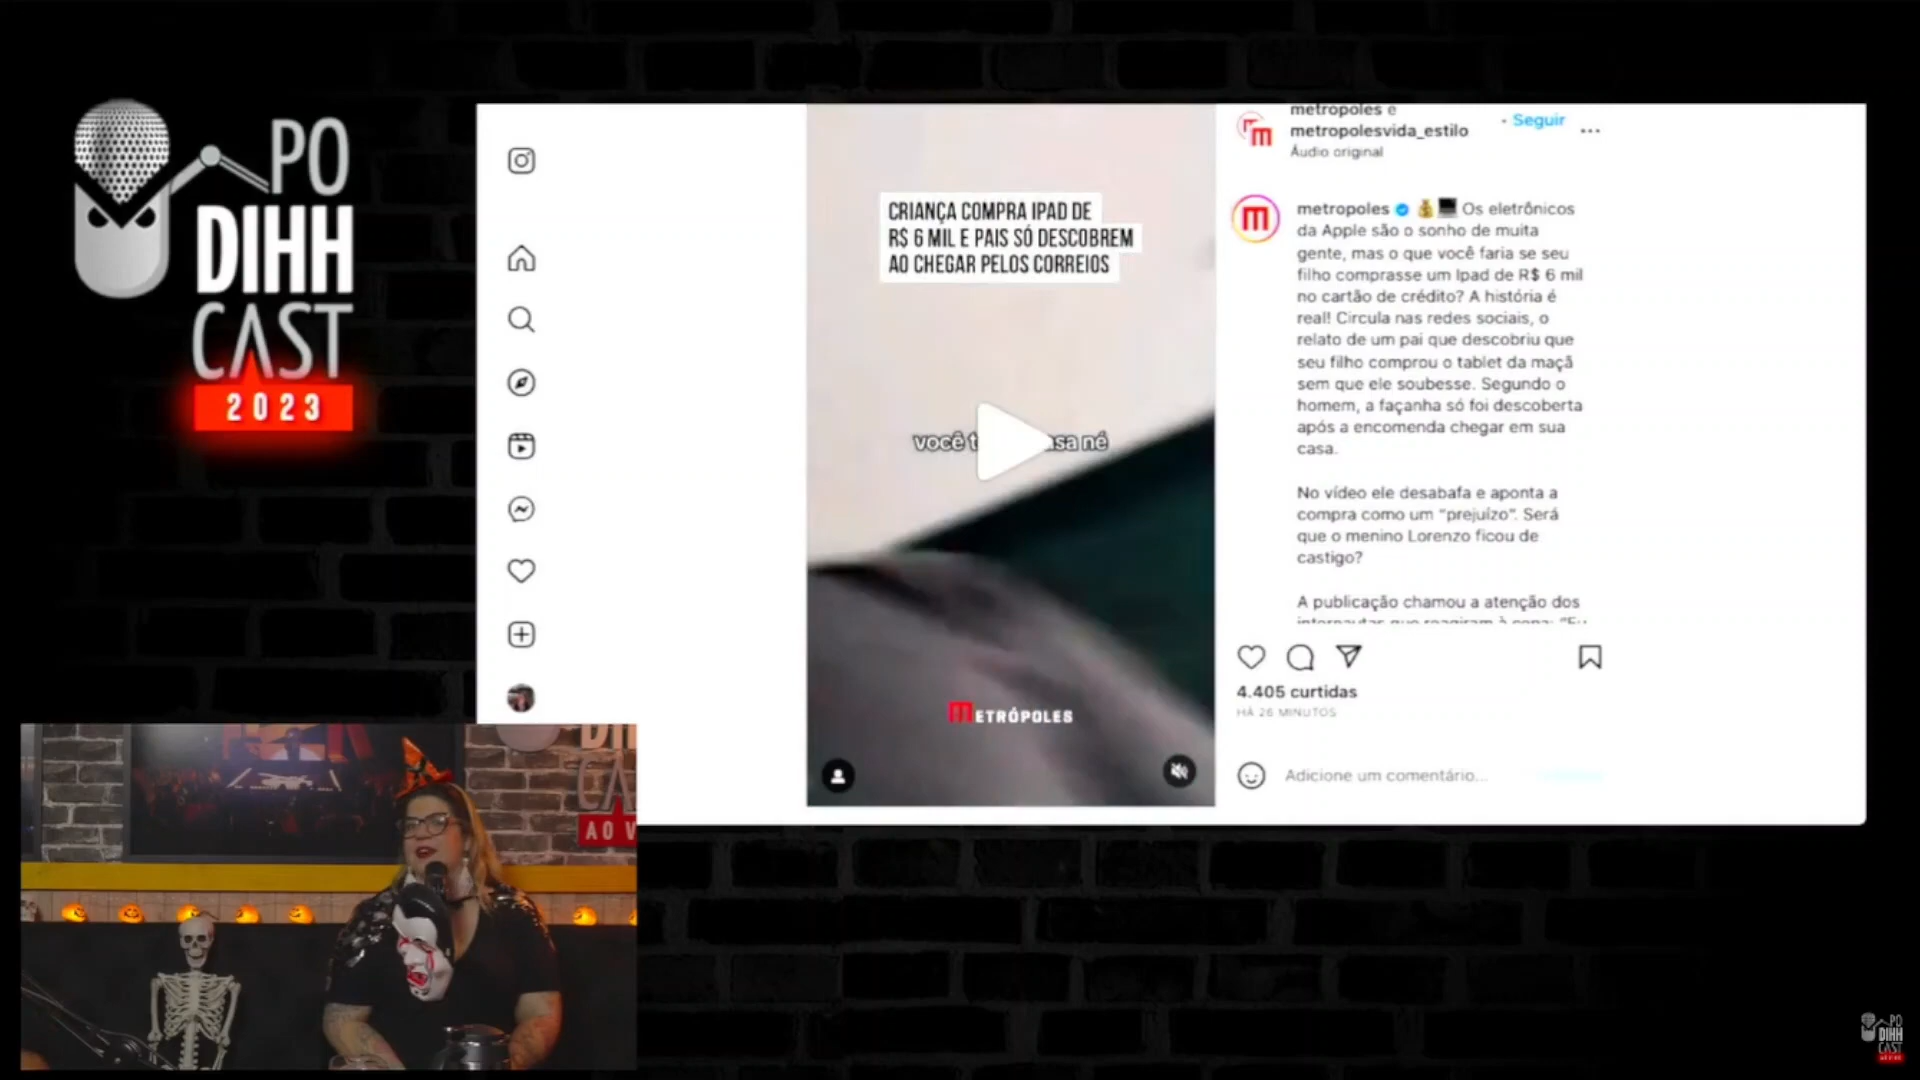 PO
DIHH
CAST
2023
CRIANÇA COMPRA IPAD DE
R$ 6 MIL E PAIS SÓ DESCOBREM
AO CHEGAR PELOS CORREIOS
você né
METRÓPOLES
metropoles e
metropolesvida_estilo
• Seguir
Áudio original
metropoles Os eletrônicos
da Apple são o sonho de muita
gente, mas o que você faria se seu
filho comprasse um Ipad de R$ 6 mil
no cartão de crédito? A história é
real! Circula nas redes sociais, o
relato de um pai que descobriu que
seu filho comprou o tablet da maçã
sem que ele soubesse. Segundo o
homem, a façanha só foi descoberta
após a encomenda chegar em sua
casa.
No vídeo ele desabafa e aponta a
compra como um "prejuízo". Será
que o menino Lorenzo ficou de
castigo?
A publicação chamou a atenção dos
internautas que reagiram à cena: "Eu
4.405 curtidas
HÁ 26 MINUTOS
Adicione um comentário...
AO V
PO
DIHH
CAST